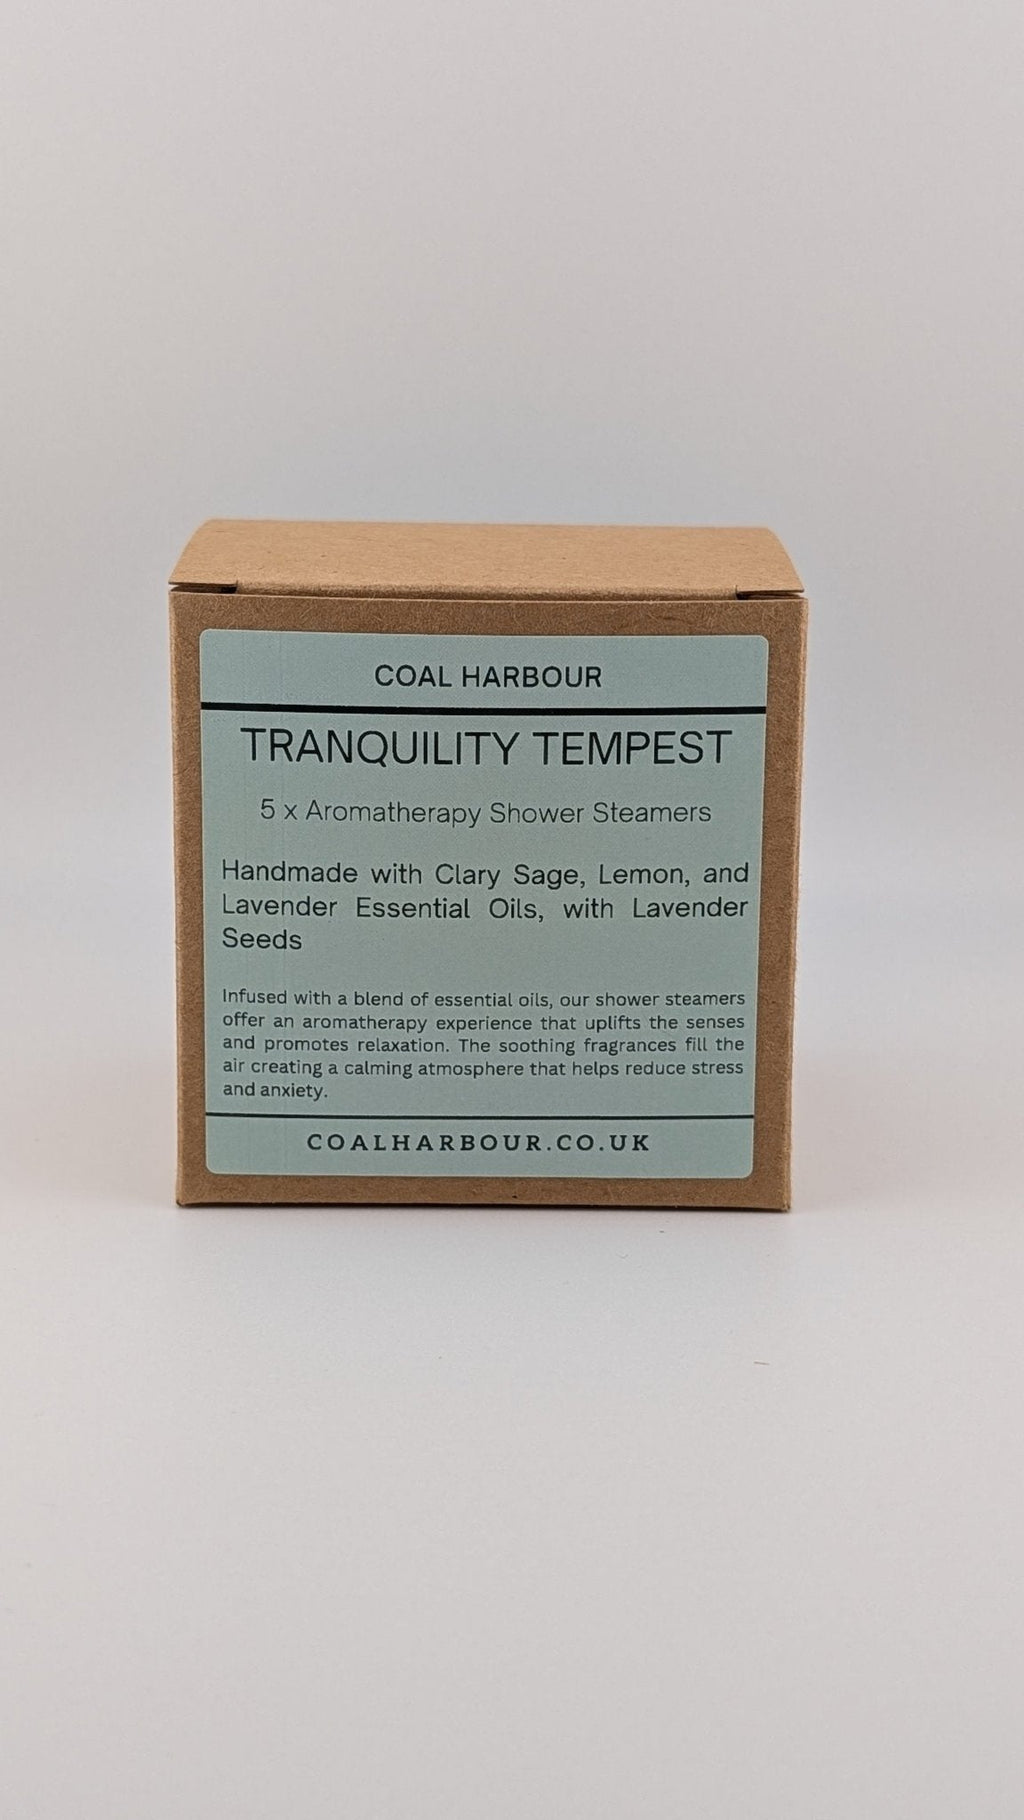 COAL HARBOUR
TRANQUILITY TEMPEST
5 x Aromatherapy Shower Steamers
Handmade with Clary Sage, Lemon, and
Lavender Essential Oils, with Lavender
Seeds
Infused with a blend of essential oils, our shower steamers
offer an aromatherapy experience that uplifts the senses
and promotes relaxation. The soothing fragrances fill the
air creating a calming atmosphere that helps reduce stress
and anxiety.
COALHARBOUR.CO.UK